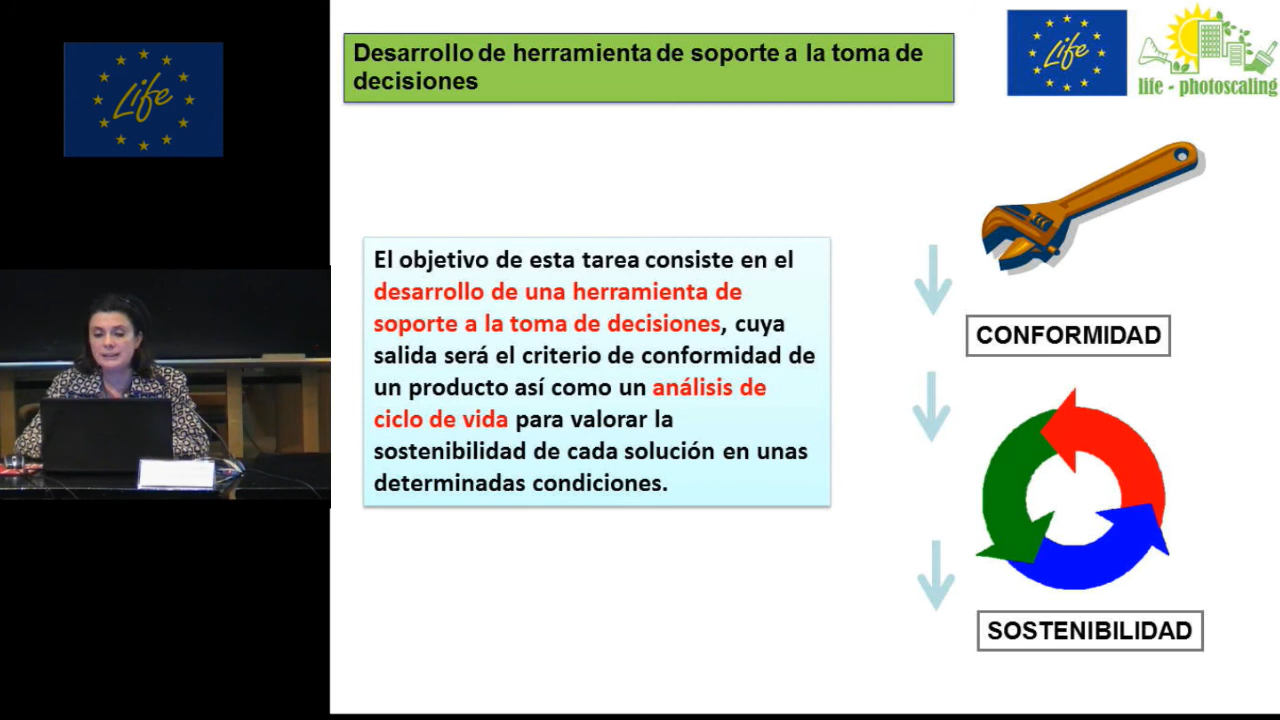 Life
Desarrollo de herramienta de soporte a la toma de
decisiones
Life
life - photoscaling
El objetivo de esta tarea consiste en el
desarrollo de una herramienta de
soporte a la toma de decisiones, cuya
salida será el criterio de conformidad de
un producto así como un análisis de
ciclo de vida para valorar la
sostenibilidad de cada solución en unas
determinadas condiciones.
CONFORMIDAD
SOSTENIBILIDAD